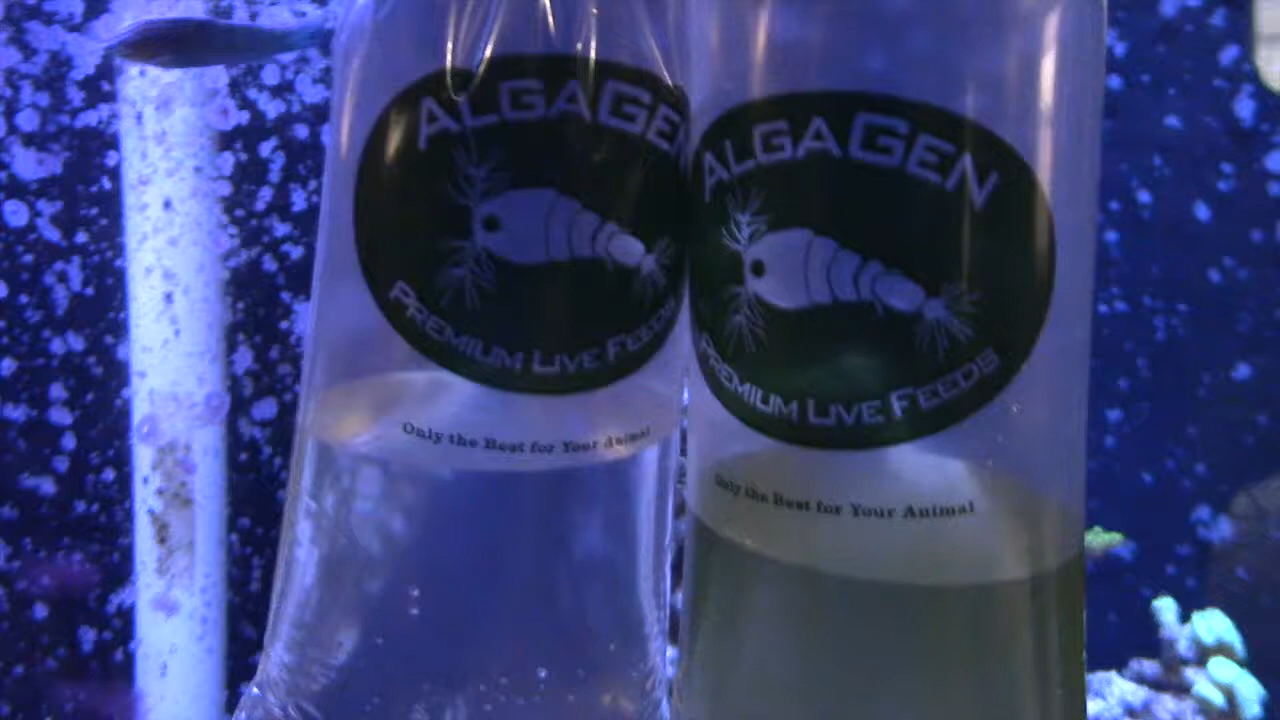 ALGAGEN
PREMIUM LIVE FEEDS
Only the Best for Your Animal
ALGAGEN
PREMIUM LIVE FEEDS
Only the Best for Your Animal